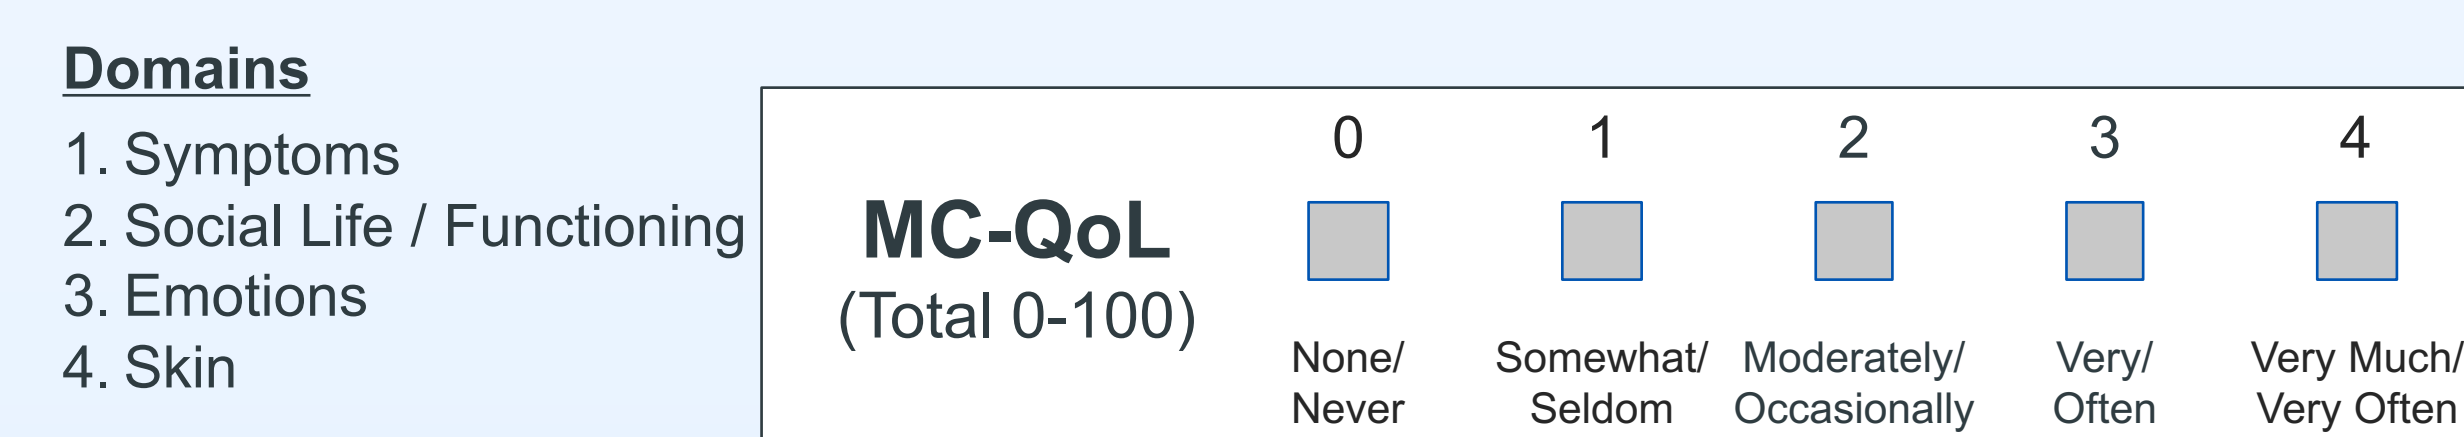 Domains
1. Symptoms
2. Social Life / Functioning
3. Emotions
4. Skin
MC-QoL
(Total 0-100)
0 1 2 3 4
None/ Somewhat/ Moderately/ Very/ Very Much/
Never Seldom Occasionally Often Very Often